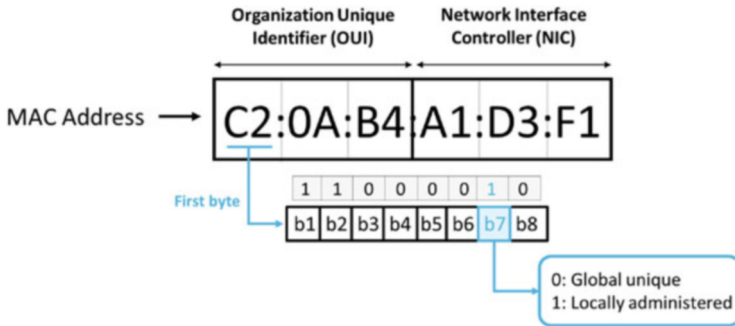 Organization Unique
Identifier (OUI)
Network Interface
Controller (NIC)
MAC Address
C2:0A:B4:A1:D3:F1
First byte
1 1 0 0 0 0 1 0
b1 b2 b3 b4 b5 b6 b7 b8
0: Global unique
1: Locally administered